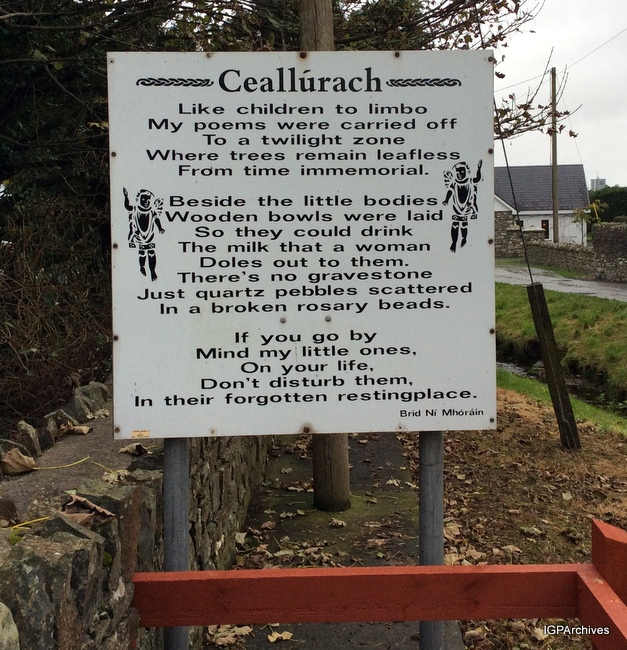 Ceallúrach
Like children to limbo
My poems were carried off
To a twilight zone
Where trees remain leafless
From time immemorial.
Beside the little bodies
Wooden bowls were laid
So they could drink
The milk that a woman
Doles out to them.
There's no gravestone
Just quartz pebbles scattered
In a broken rosary beads.
If you go by
Mind my little ones,
On your life,
Don't disturb them,
In their forgotten restingplace.
Brid Ní Mhóráin
IGPArchives